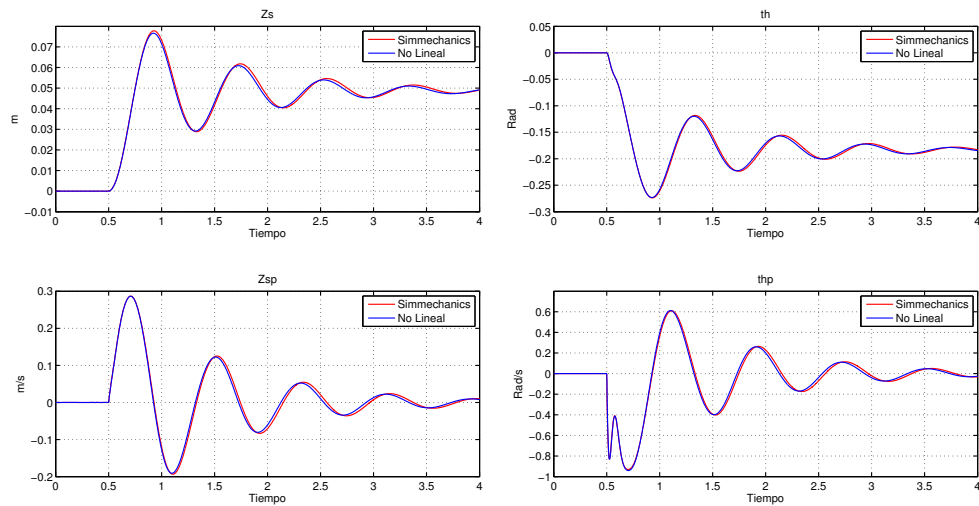 Zs
0.07
0.06
0.05
0.04
0.03
0.02
0.01
0
−0.01
m
0 0.5 1 1.5 2 2.5 3 3.5 4
Tiempo
Simmechanics
No Lineal
th
0.05
0
−0.05
−0.1
−0.15
−0.2
−0.25
−0.3
Rad
0 0.5 1 1.5 2 2.5 3 3.5 4
Tiempo
Simmechanics
No Lineal
Zsp
0.3
0.2
0.1
0
−0.1
−0.2
m/s
0 0.5 1 1.5 2 2.5 3 3.5 4
Tiempo
Simmechanics
No Lineal
thp
0.6
0.4
0.2
0
−0.2
−0.4
−0.6
−0.8
−1
Rad/s
0 0.5 1 1.5 2 2.5 3 3.5 4
Tiempo
Simmechanics
No Lineal